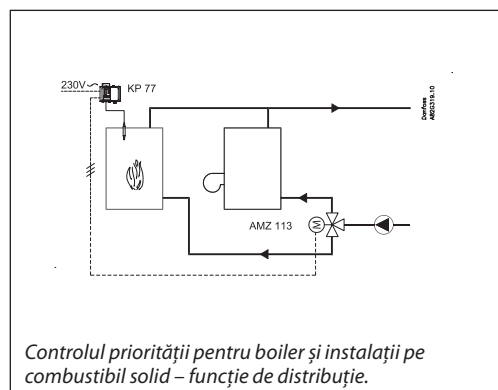 230V
KP 77
Danfoss
A82G319.10
AMZ 113
M
Controlul priorității pentru boiler și instalații pe
combustibil solid – funcție de distribuție.